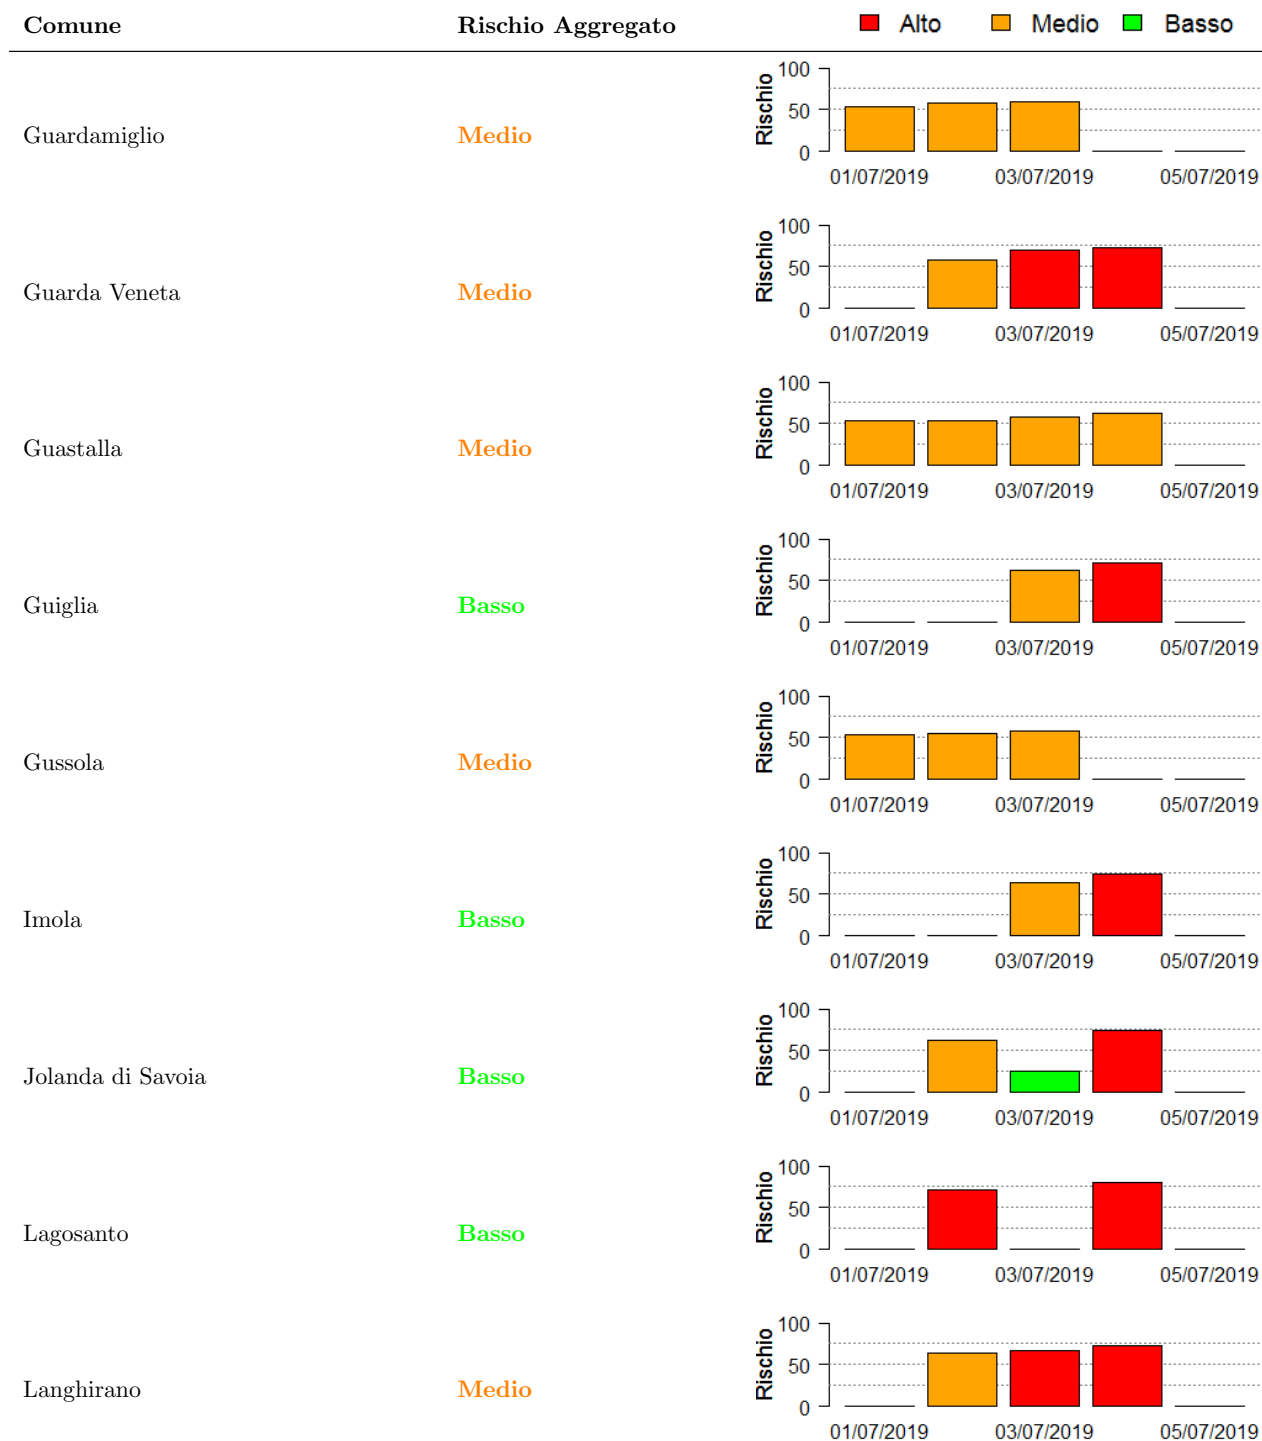 Comune Rischio Aggregato Alto Medio Basso
100
50
0
Rischio
Guardamiglio Medio
01/07/2019 03/07/2019 05/07/2019
100
50
0
Rischio
Guarda Veneta Medio
01/07/2019 03/07/2019 05/07/2019
100
50
0
Rischio
Guastalla Medio
01/07/2019 03/07/2019 05/07/2019
100
50
0
Rischio
Guiglia Basso
01/07/2019 03/07/2019 05/07/2019
100
50
0
Rischio
Gussola Medio
01/07/2019 03/07/2019 05/07/2019
100
50
0
Rischio
Imola Basso
01/07/2019 03/07/2019 05/07/2019
100
50
0
Rischio
Jolanda di Savoia Basso
01/07/2019 03/07/2019 05/07/2019
100
50
0
Rischio
Lagosanto Basso
01/07/2019 03/07/2019 05/07/2019
100
50
0
Rischio
Langhirano Medio
01/07/2019 03/07/2019 05/07/2019